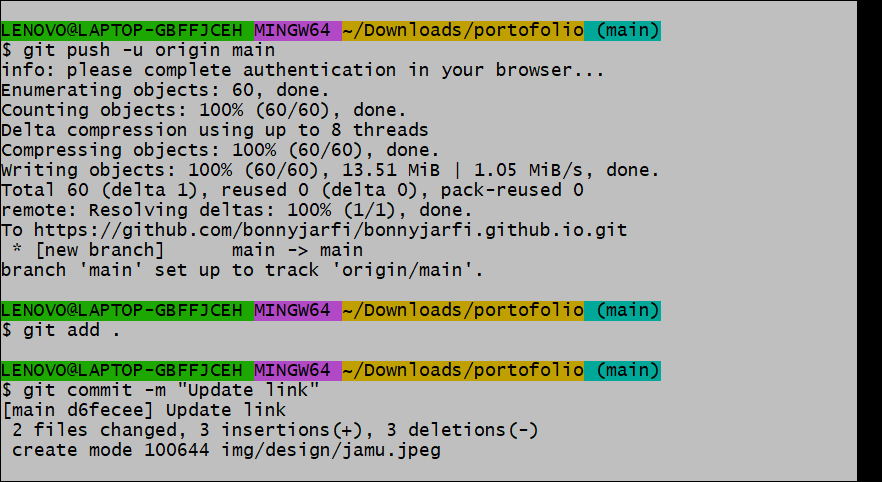 LENOVO@LAPTOP-GBFFJCEH MINGW64 ~/Downloads/portofolio (main)
$ git push -u origin main
info: please complete authentication in your browser...
Enumerating objects: 60, done.
Counting objects: 100% (60/60), done.
Delta compression using up to 8 threads
Compressing objects: 100% (60/60), done.
Writing objects: 100% (60/60), 13.51 MiB | 1.05 MiB/s, done.
Total 60 (delta 1), reused 0 (delta 0), pack-reused 0
remote: Resolving deltas: 100% (1/1), done.
To https://github.com/bonnyjarfi/bonnyjarfi.github.io.git
 * [new branch]      main -> main
branch 'main' set up to track 'origin/main'.
LENOVO@LAPTOP-GBFFJCEH MINGW64 ~/Downloads/portofolio (main)
$ git add .
LENOVO@LAPTOP-GBFFJCEH MINGW64 ~/Downloads/portofolio (main)
$ git commit -m "Update link"
[main d6fecee] Update link
 2 files changed, 3 insertions(+), 3 deletions(-)
 create mode 100644 img/design/jamu.jpeg